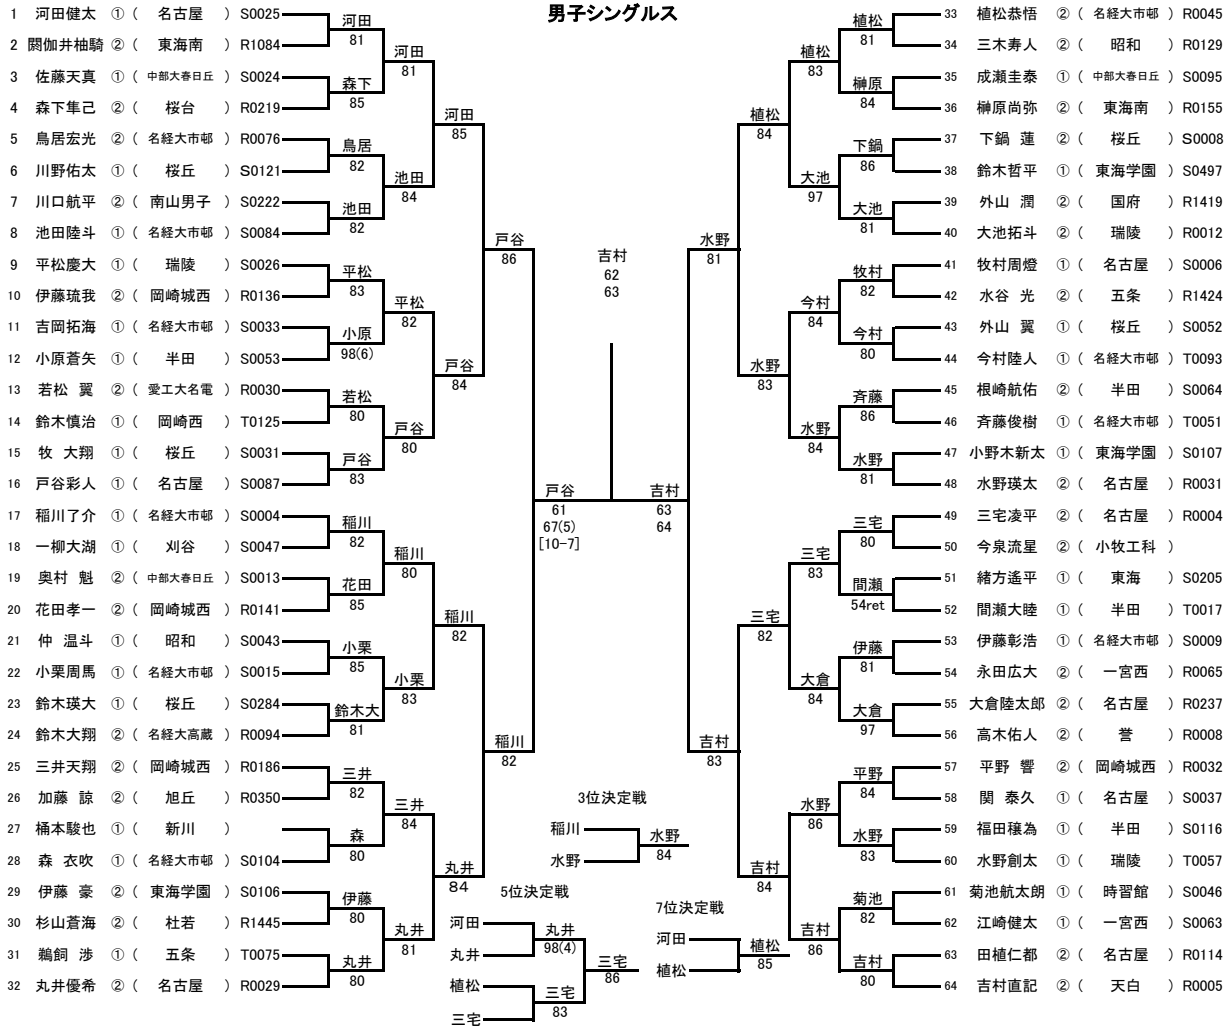 男子シングルス
1 河田健太 ① ( 名古屋 ) S0025
2 閼伽井柚騎 ② ( 東海南 ) R1084
3 佐藤天真 ① ( 中部大春日丘 ) S0024
4 森下隼己 ② ( 桜台 ) R0219
5 鳥居宏光 ② ( 名経大市邨 ) R0076
6 川野佑太 ① ( 桜丘 ) S0121
7 川口航平 ② ( 南山男子 ) S0222
8 池田陸斗 ① ( 名経大市邨 ) S0084
9 平松慶大 ① ( 瑞陵 ) S0026
10 伊藤琉我 ② ( 岡崎城西 ) R0136
11 吉岡拓海 ① ( 名経大市邨 ) S0033
12 小原蒼矢 ① ( 半田 ) S0053
13 若松 翼 ② ( 愛工大名電 ) R0030
14 鈴木慎治 ① ( 岡崎西 ) T0125
15 牧 大翔 ① ( 桜丘 ) S0031
16 戸谷彩人 ① ( 名古屋 ) S0087
17 稲川了介 ① ( 名経大市邨 ) S0004
18 一柳大湖 ① ( 刈谷 ) S0047
19 奥村 魁 ② ( 中部大春日丘 ) S0013
20 花田孝一 ② ( 岡崎城西 ) R0141
21 仲 温斗 ① ( 昭和 ) S0043
22 小栗周馬 ① ( 名経大市邨 ) S0015
23 鈴木瑛大 ① ( 桜丘 ) S0284
24 鈴木大翔 ② ( 名経大高蔵 ) R0094
25 三井天翔 ② ( 岡崎城西 ) R0186
26 加藤 諒 ② ( 旭丘 ) R0350
27 桶本駿也 ① ( 新川 )
28 森 衣吹 ① ( 名経大市邨 ) S0104
29 伊藤 豪 ② ( 東海学園 ) S0106
30 杉山蒼海 ② ( 杜若 ) R1445
31 鵜飼 渉 ① ( 五条 ) T0075
32 丸井優希 ② ( 名古屋 ) R0029
河田
81
森下
85
鳥居
82
池田
82
平松
83
小原
98(6)
若松
80
戸谷
83
稲川
82
花田
85
小栗
85
鈴木大
81
三井
82
森
80
伊藤
80
丸井
80
河田
81
池田
84
平松
82
戸谷
80
稲川
80
小栗
83
三井
84
丸井
81
河田
85
戸谷
84
稲川
82
丸井
84
戸谷
86
稲川
82
戸谷
61
67(5)
[10-7]
吉村
62
63
吉村
63
64
水野
81
吉村
83
植松
84
水野
83
三宅
82
吉村
84
植松
83
大池
97
今村
84
水野
84
三宅
83
大倉
84
水野
86
吉村
86
植松
81
榊原
84
下鍋
86
大池
81
牧村
82
今村
80
斉藤
86
水野
81
三宅
80
間瀬
54ret
伊藤
81
大倉
97
平野
84
水野
83
菊池
82
吉村
80
33 植松恭悟 ② ( 名経大市邨 ) R0045
34 三木寿人 ② ( 昭和 ) R0129
35 成瀬圭泰 ① ( 中部大春日丘 ) S0095
36 榊原尚弥 ② ( 東海南 ) R0155
37 下鍋 蓮 ② ( 桜丘 ) S0008
38 鈴木哲平 ① ( 東海学園 ) S0497
39 外山 潤 ② ( 国府 ) R1419
40 大池拓斗 ② ( 瑞陵 ) R0012
41 牧村周燈 ① ( 名古屋 ) S0006
42 水谷 光 ② ( 五条 ) R1424
43 外山 翼 ① ( 桜丘 ) S0052
44 今村陸人 ① ( 名経大市邨 ) T0093
45 根崎航佑 ② ( 半田 ) S0064
46 斉藤俊樹 ① ( 名経大市邨 ) T0051
47 小野木新太 ① ( 東海学園 ) S0107
48 水野瑛太 ② ( 名古屋 ) R0031
49 三宅凌平 ② ( 名古屋 ) R0004
50 今泉流星 ② ( 小牧工科 )
51 緒方遙平 ① ( 東海 ) S0205
52 間瀬大睦 ① ( 半田 ) T0017
53 伊藤彰浩 ① ( 名経大市邨 ) S0009
54 永田広大 ② ( 一宮西 ) R0065
55 大倉陸太郎 ② ( 名古屋 ) R0237
56 高木佑人 ② ( 誉 ) R0008
57 平野 響 ② ( 岡崎城西 ) R0032
58 関 泰久 ① ( 名古屋 ) S0037
59 福田穣為 ① ( 半田 ) S0116
60 水野創太 ① ( 瑞陵 ) T0057
61 菊池航太朗 ① ( 時習館 ) S0046
62 江崎健太 ① ( 一宮西 ) S0063
63 田植仁都 ② ( 名古屋 ) R0114
64 吉村直記 ② ( 天白 ) R0005
3位決定戦
稲川
水野
水野
84
5位決定戦
河田
丸井
植松
三宅
丸井
98(4)
三宅
83
三宅
86
7位決定戦
河田
植松
植松
85